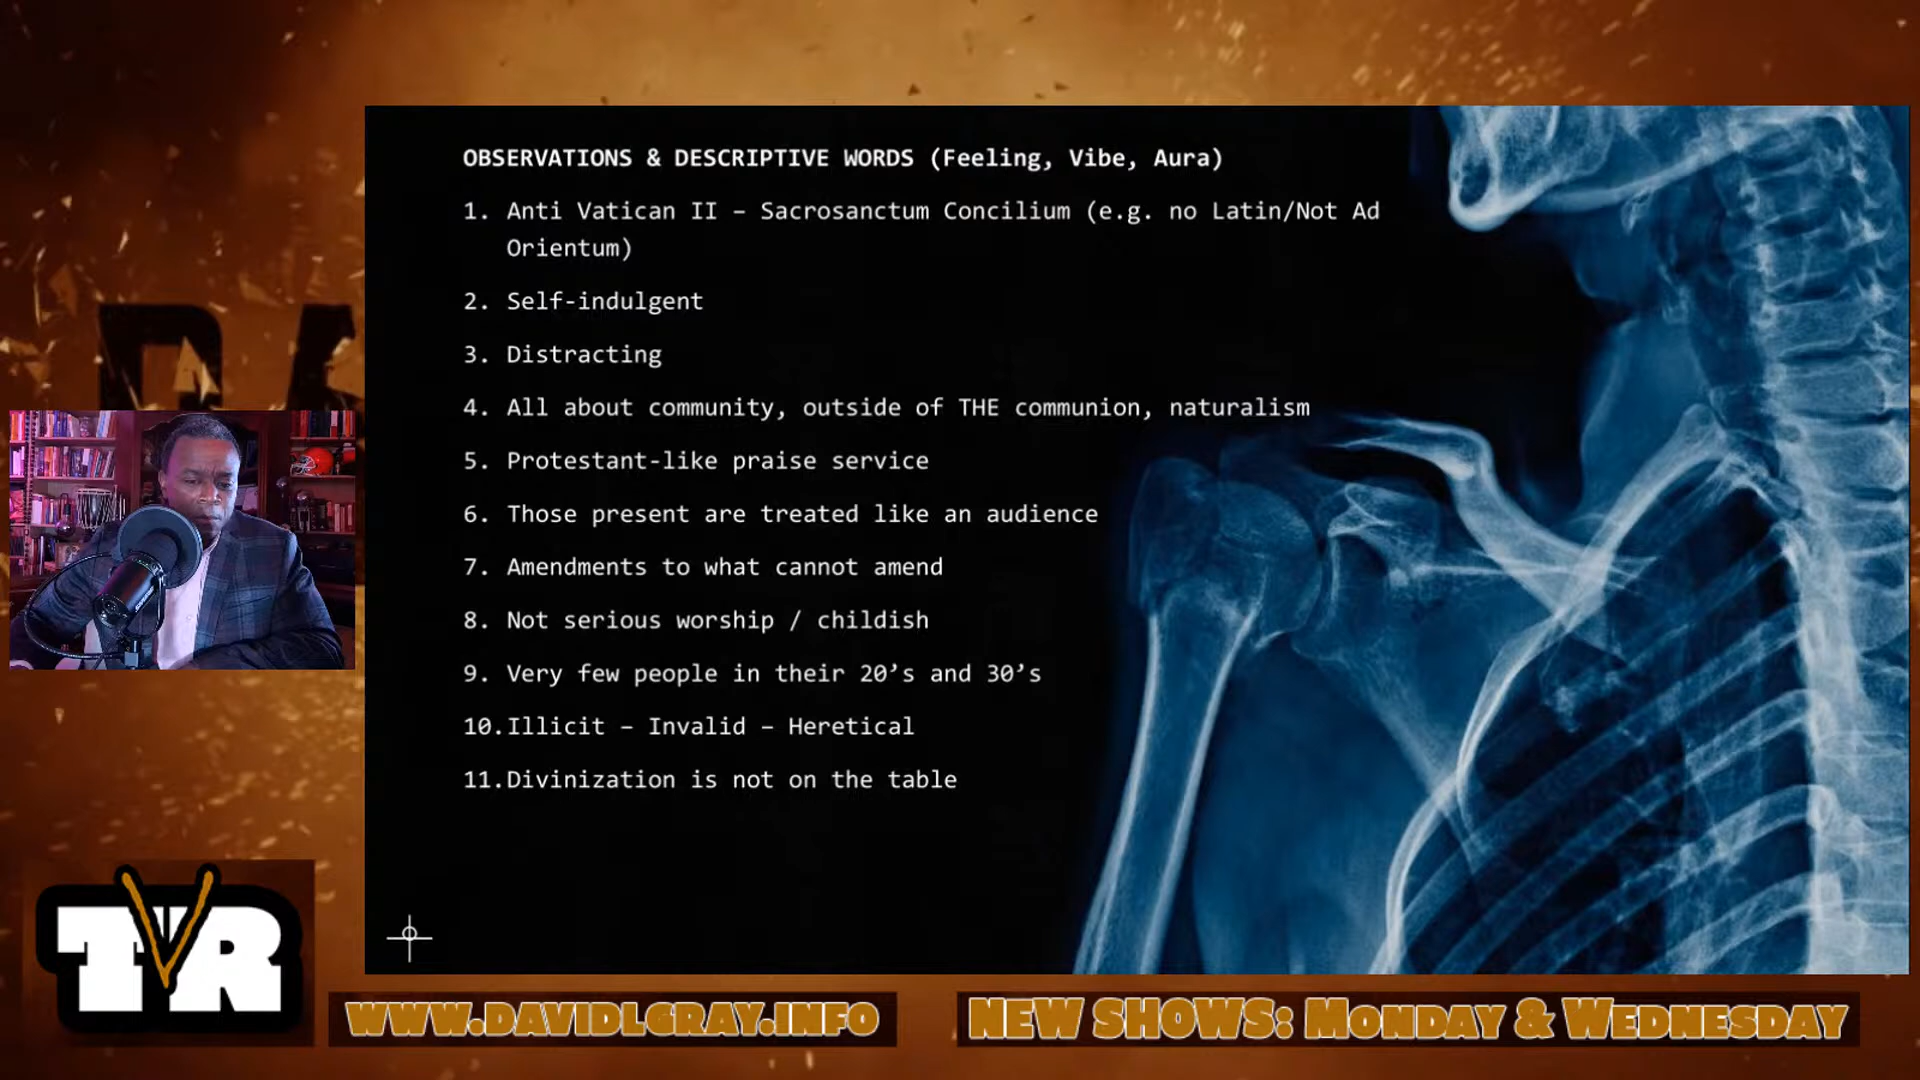 OBSERVATIONS & DESCRIPTIVE WORDS (Feeling, Vibe, Aura)
1. Anti Vatican II – Sacrosanctum Concilium (e.g. no Latin/Not Ad
Orientum)
2. Self-indulgent
3. Distracting
4. All about community, outside of THE communion, naturalism
5. Protestant-like praise service
6. Those present are treated like an audience
7. Amendments to what cannot amend
8. Not serious worship / childish
9. Very few people in their 20’s and 30’s
10. Illicit – Invalid – Heretical
11. Divinization is not on the table
TVR
WWW.DAVIDLGRAY.INFO
NEW SHOWS: MONDAY & WEDNESDAY